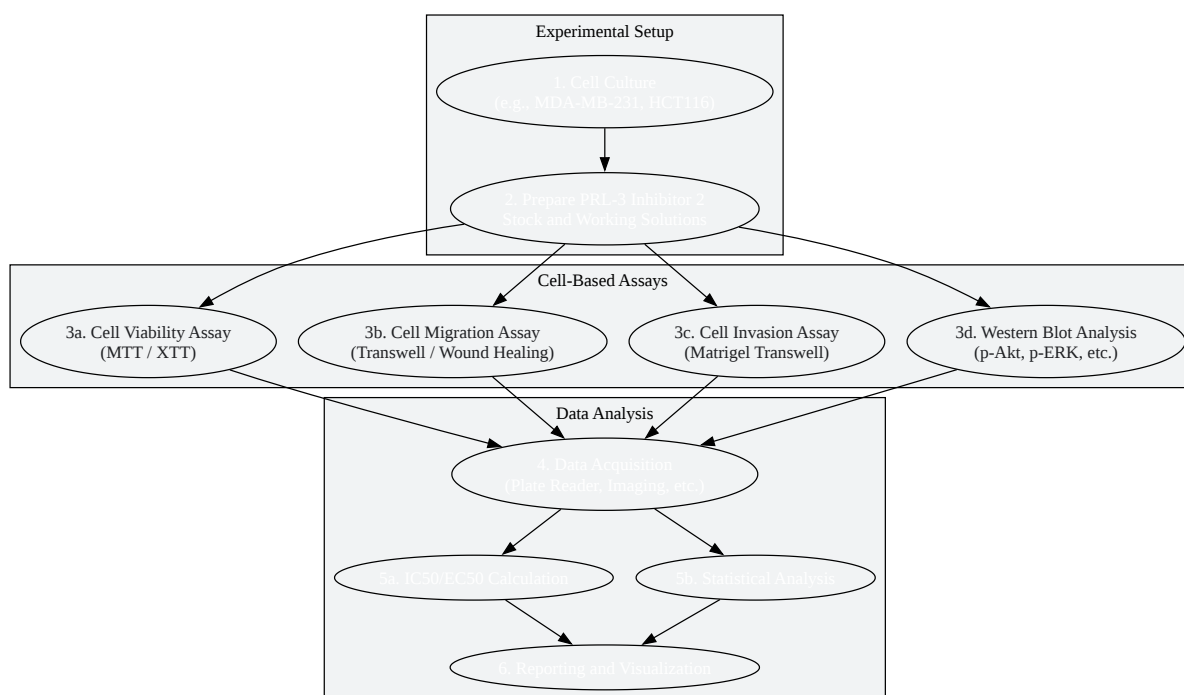 Experimental Setup
1. Cell Culture
(e.g., MDA-MB-231, HCT116)
2. Prepare PRL-3 Inhibitor 2
Stock and Working Solutions
Cell-Based Assays
3a. Cell Viability Assay
(MTT / XTT)
3b. Cell Migration Assay
(Transwell / Wound Healing)
3c. Cell Invasion Assay
(Matrigel Transwell)
3d. Western Blot Analysis
(p-Akt, p-ERK, etc.)
Data Analysis
4. Data Acquisition
(Plate Reader, Imaging, etc.)
5a. IC50/EC50 Calculation
5b. Statistical Analysis
6. Reporting and Visualization